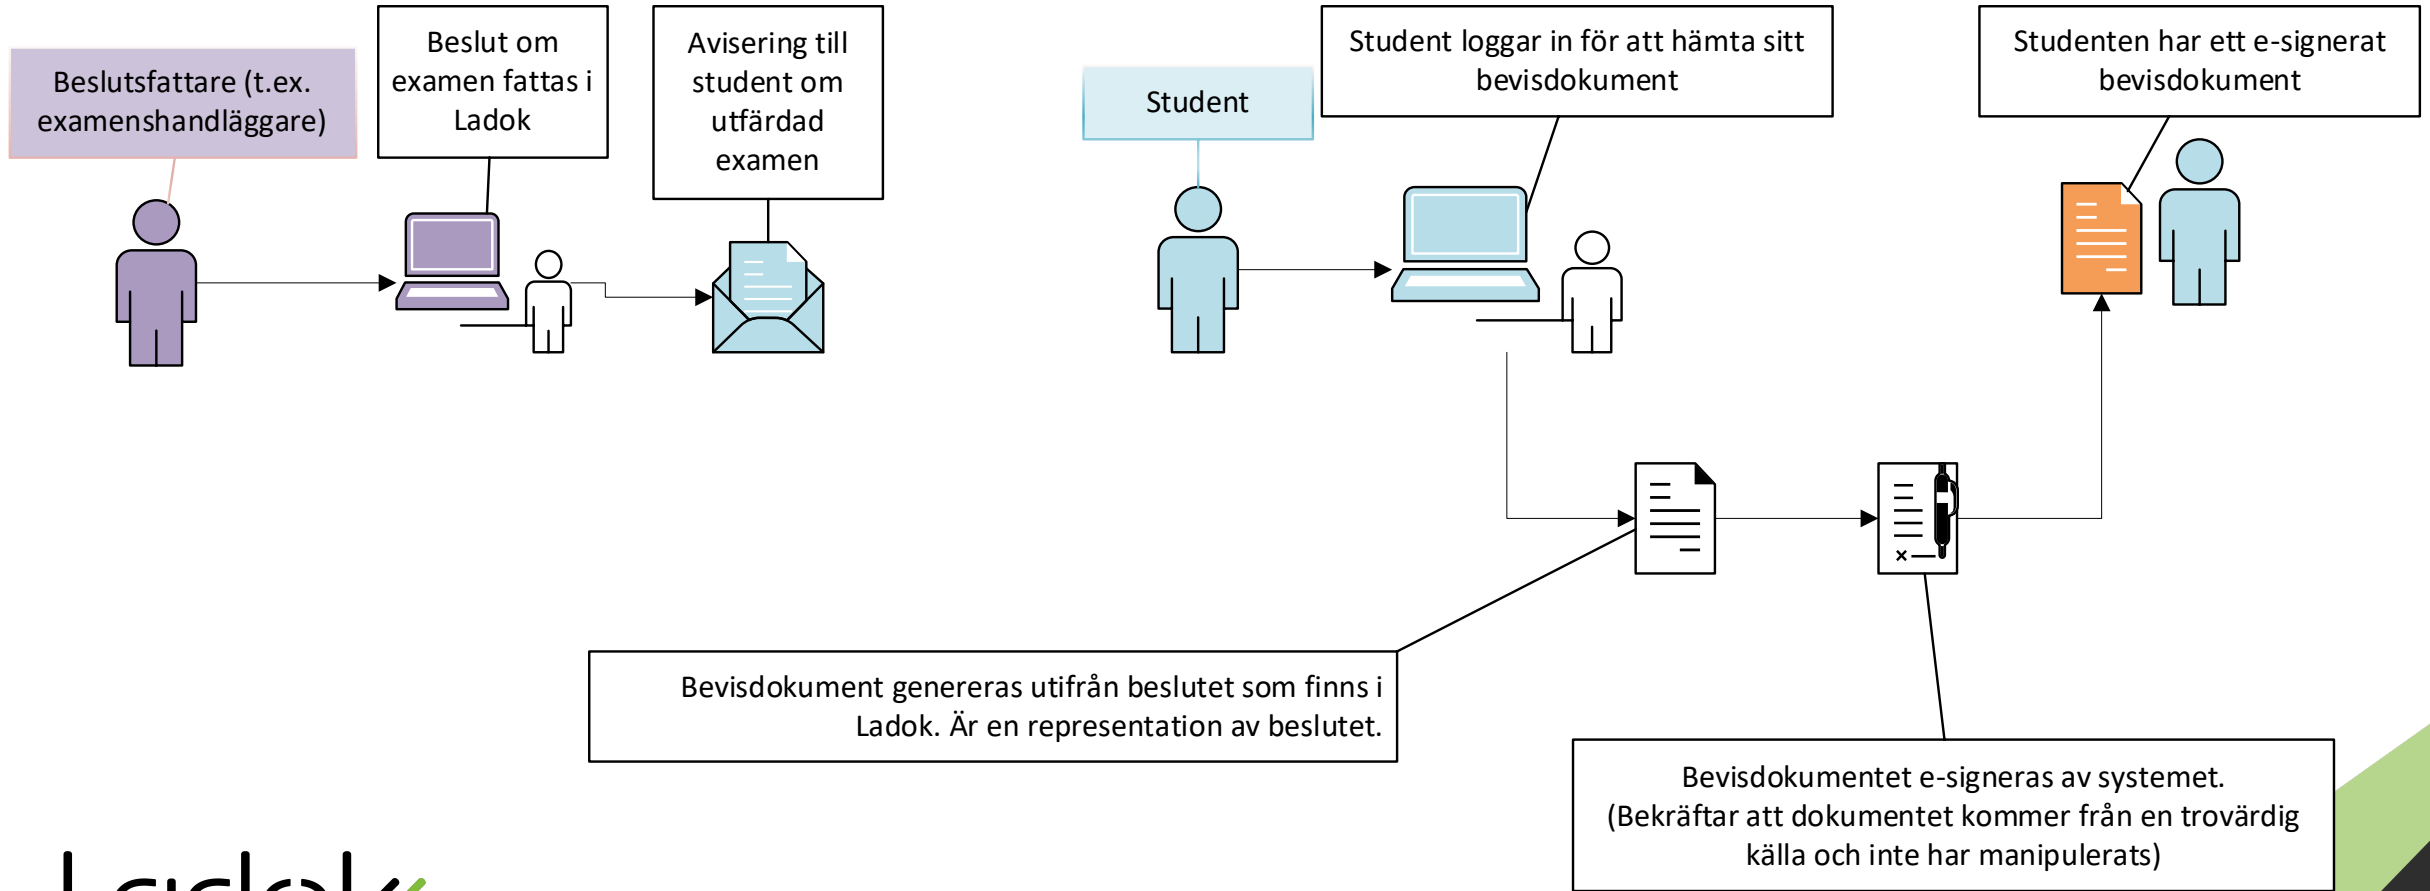 Beslutsfattare (t.ex.
examenshandläggare)
Beslut om
examen fattas i
Ladok
Avisering till
student om
utfärdad
examen
Student
Student loggar in för att hämta sitt
bevisdokument
Studenten har ett e-signerat
bevisdokument
Bevisdokument genereras utifrån beslutet som finns i
Ladok. Är en representation av beslutet.
Bevisdokumentet e-signeras av systemet.
(Bekräftar att dokumentet kommer från en trovärdig
källa och inte har manipulerats)
Ladok